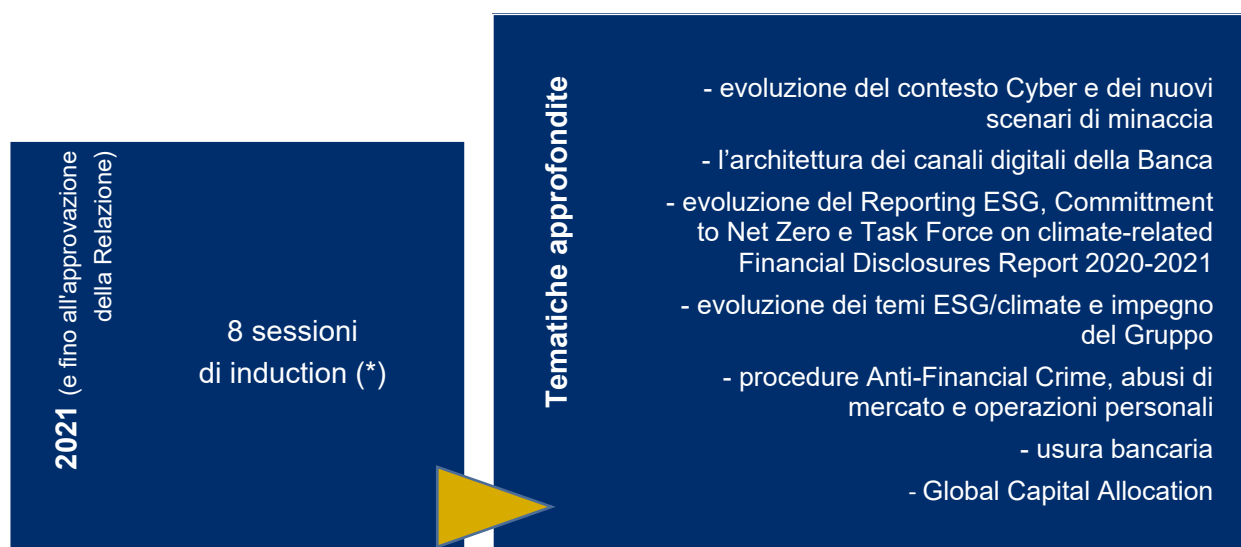 2021 (e fino all'approvazione
della Relazione)
8 sessioni
di induction (*)
Tematiche approfondite
- evoluzione del contesto Cyber e dei nuovi
scenari di minaccia
- l’architettura dei canali digitali della Banca
- evoluzione del Reporting ESG, Committment
to Net Zero e Task Force on climate-related
Financial Disclosures Report 2020-2021
- evoluzione dei temi ESG/climate e impegno
del Gruppo
- procedure Anti-Financial Crime, abusi di
mercato e operazioni personali
- usura bancaria
- Global Capital Allocation